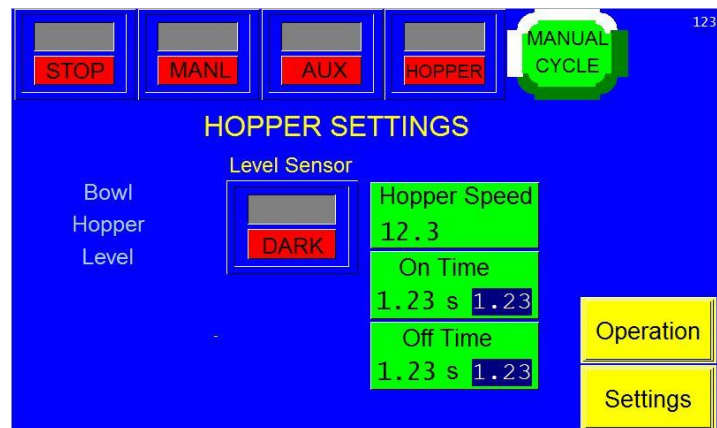 123
STOP
MANL
AUX
HOPPER
MANUAL
CYCLE
HOPPER SETTINGS
Level Sensor
Bowl
Hopper
Level
DARK
Hopper Speed
12.3
On Time
1.23 s 1.23
Off Time
1.23 s 1.23
-
Operation
Settings